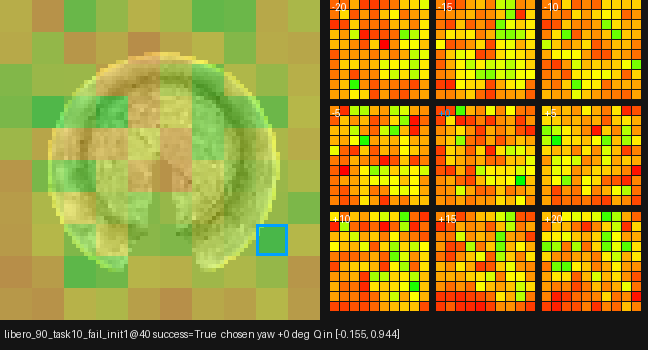 -20 -15 -10
-5 +5
+10 +15 +20
libero_90_task10_fail_init1@40 success=True chosen yaw +0 deg Q in [-0.155, 0.944]